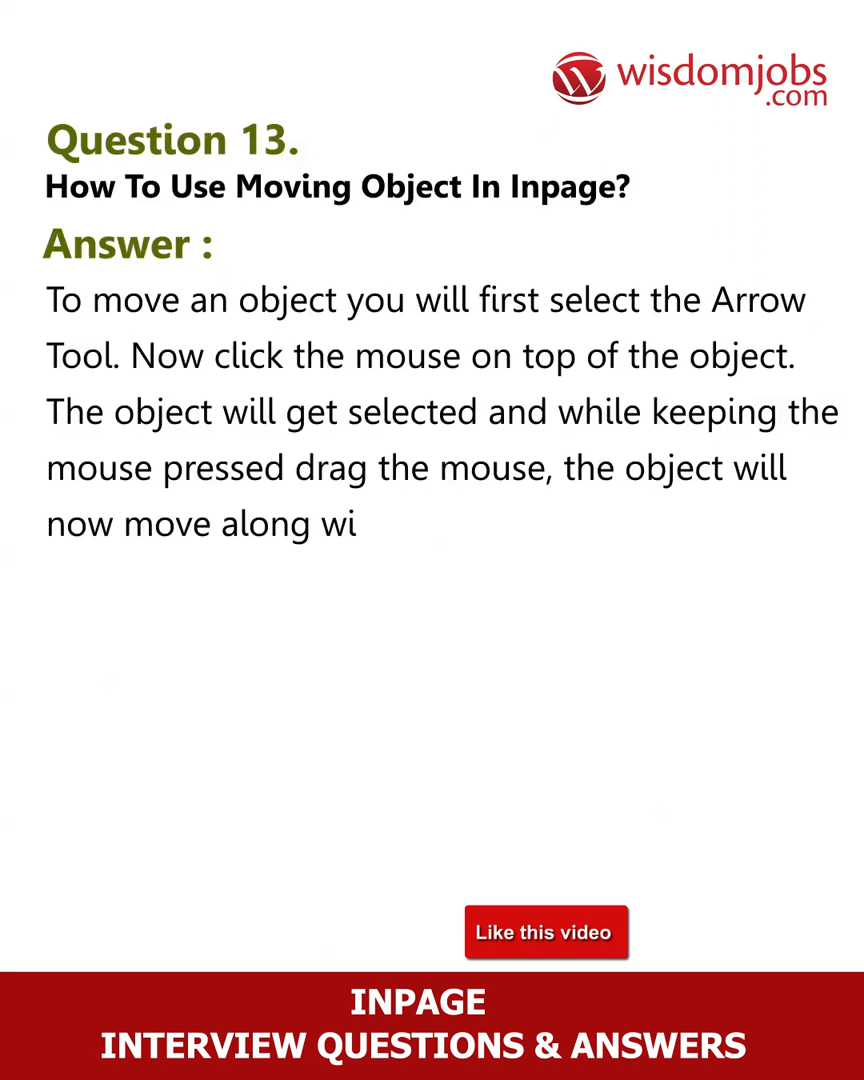 wisdomjobs
.com
Question 13.
How To Use Moving Object In Inpage?
Answer :
To move an object you will first select the Arrow
Tool. Now click the mouse on top of the object.
The object will get selected and while keeping the
mouse pressed drag the mouse, the object will
now move along wi
Like this video
INPAGE
INTERVIEW QUESTIONS & ANSWERS